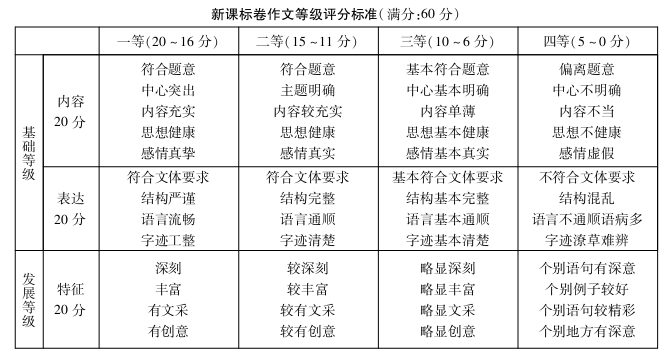 新课标卷作文等级评分标准(满分:60分)
一等(20~16分) 二等(15~11分) 三等(10~6分) 四等(5~0分)
基础等级
内容
20分
符合题意 符合题意 基本符合题意 偏离题意
中心突出 主题明确 中心基本明确 中心不明确
内容充实 内容较充实 内容单薄 内容不当
思想健康 思想健康 思想基本健康 思想不健康
感情真挚 感情真实 感情基本真实 感情虚假
表达
20分
符合文体要求 符合文体要求 基本符合文体要求 不符合文体要求
结构严谨 结构完整 结构基本完整 结构混乱
语言流畅 语言通顺 语言基本通顺 语言不通顺语病多
字迹工整 字迹清楚 字迹基本清楚 字迹潦草难辨
发展等级
特征
20分
深刻 较深刻 略显深刻 个别语句有深意
丰富 较丰富 略显丰富 个别例子较好
有文采 较有文采 略显文采 个别语句较精彩
有创意 较有创意 略显创意 个别地方有深意